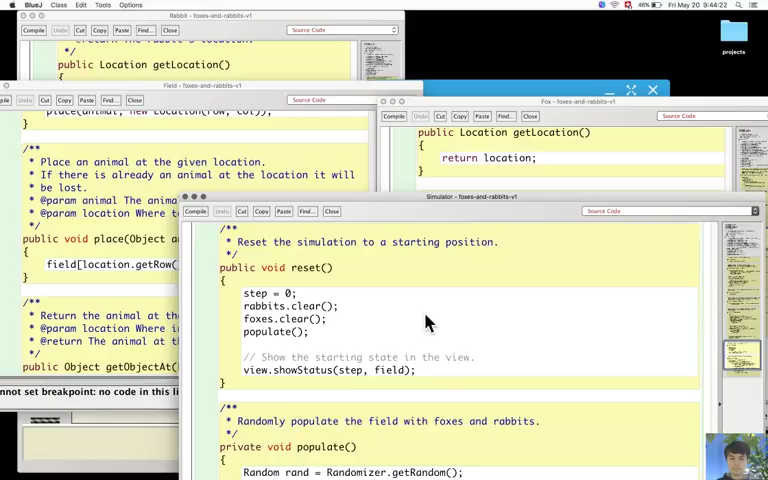 BlueJ Class Edit Tools Options
46% Fri May 20 9:44:22
Rabbit - foxes-and-rabbits-v1
Compile Undo Cut Copy Paste Find... Close Source Code
*/
public Location getLocation()
{
projects
Field - foxes-and-rabbits-v1
Cut Copy Paste Find... Close Source Code
/**
* Place an animal at the given location.
* If there is already an animal at the location it will
* be lost.
* @param animal The anima
* @param location Where t
*/
public void place(Object a
{
field[location.getRow()
}
/**
* Return the animal at th
* @param location Where i
* @return The animal at th
*/
public Object getObjectAt(
nnot set breakpoint: no code in this li
Fox - foxes-and-rabbits-v1
Compile Undo Cut Copy Paste Find... Close Source Code
public Location getLocation()
{
return location;
}
Simulator - foxes-and-rabbits-v1
Compile Undo Cut Copy Paste Find... Close Source Code
/**
* Reset the simulation to a starting position.
*/
public void reset()
{
step = 0;
rabbits.clear();
foxes.clear();
populate();
// Show the starting state in the view.
view.showStatus(step, field);
}
/**
* Randomly populate the field with foxes and rabbits.
*/
private void populate()
{
Random rand = Randomizer.getRandom();